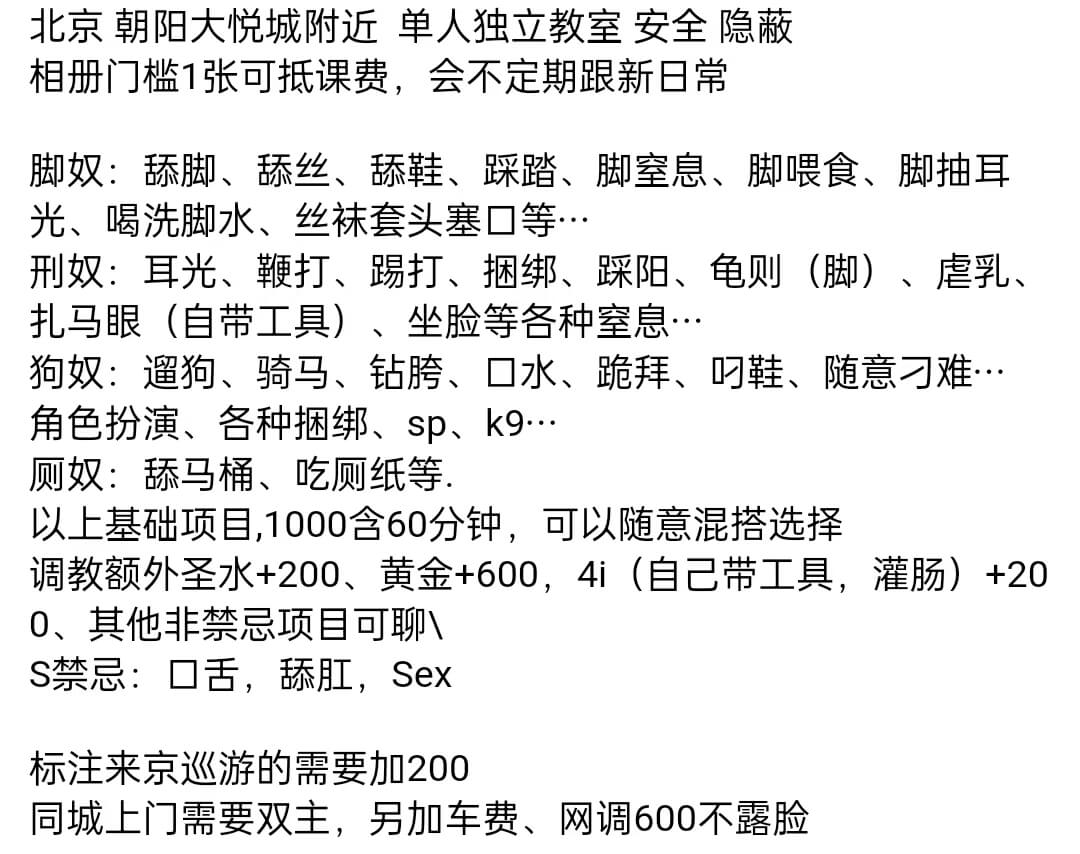 北京 朝阳大悦城附近 单人独立教室 安全 隐蔽
相册门槛1张可抵课费，会不定期跟新日常
脚奴：舔脚、舔丝、舔鞋、踩踏、脚窒息、脚喂食、脚抽耳
光、喝洗脚水、丝袜套头塞口等…
刑奴：耳光、鞭打、踢打、捆绑、踩阳、龟则（脚）、虐乳、
扎马眼（自带工具）、坐脸等各种窒息…
狗奴：遛狗、骑马、钻胯、口水、跪拜、叼鞋、随意刁难…
角色扮演、各种捆绑、sp、k9…
厕奴：舔马桶、吃厕纸等.
以上基础项目,1000含60分钟，可以随意混搭选择
调教额外圣水+200、黄金+600，4i（自己带工具，灌肠）+20
0、其他非禁忌项目可聊\
S禁忌：口舌，舔肛，Sex
标注来京巡游的需要加200
同城上门需要双主，另加车费、网调600不露脸